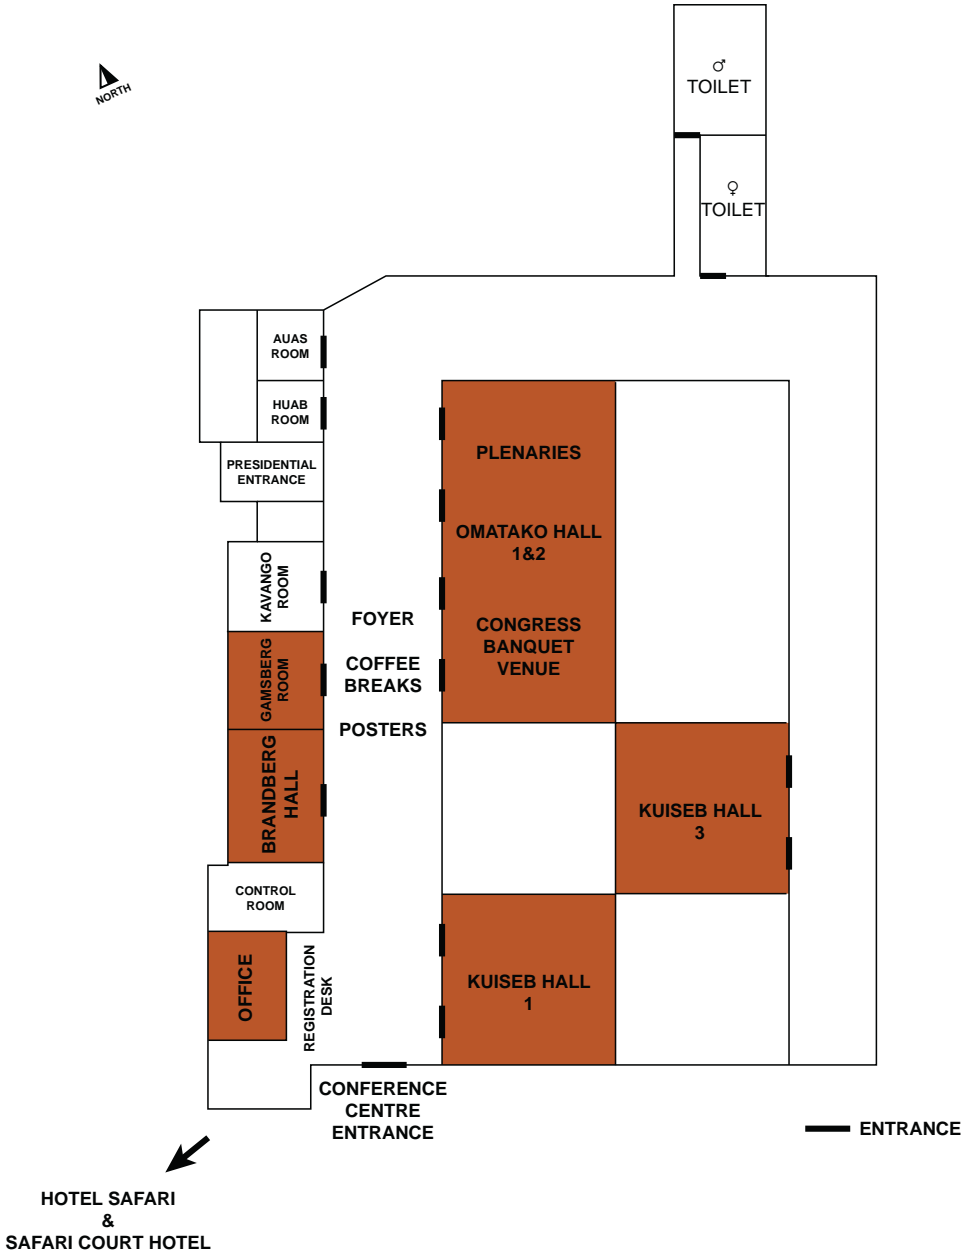 ♂
TOILET
NORTH
♀
TOILET
AUAS
ROOM
HUAB
ROOM
PRESIDENTIAL
ENTRANCE
PLENARIES
OMATAKO HALL
1&2
CONGRESS
BANQUET
VENUE
KAVANGO
ROOM
FOYER
COFFEE
BREAKS
POSTERS
GAMSBERG
ROOM
BRANDBERG
HALL
KUISEB HALL
3
CONTROL
ROOM
OFFICE
REGISTRATION
DESK
KUISEB HALL
1
CONFERENCE
CENTRE
ENTRANCE
ENTRANCE
HOTEL SAFARI
&
SAFARI COURT HOTEL